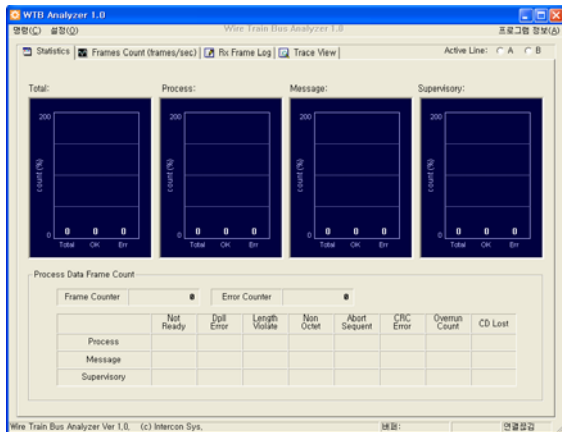 WTB Analyzer 1.0
명령(C) 설정(O) Wire Train Bus Analyzer 1.0 프로그램 정보(A)
Statistics Frames Count (frames/sec) Rx Frame Log Trace View Active Line: A B
Total: Process: Message: Supervisory:
200 200 200 200
count (%) count (%) count (%) count (%)
0 0 0 0 0 0 0 0 0 0 0 0 0 0 0 0
Total OK Err Total OK Err Total OK Err Total OK Err
Process Data Frame Count
Frame Counter 0 Error Counter 0
Not Ready Dpll Error Length Violate Non Octet Abort Sequent CRC Error Overrun Count CD Lost
Process
Message
Supervisory
Wire Train Bus Analyzer Ver 1.0, (c) Intercon Sys, 버퍼: 연결끊김